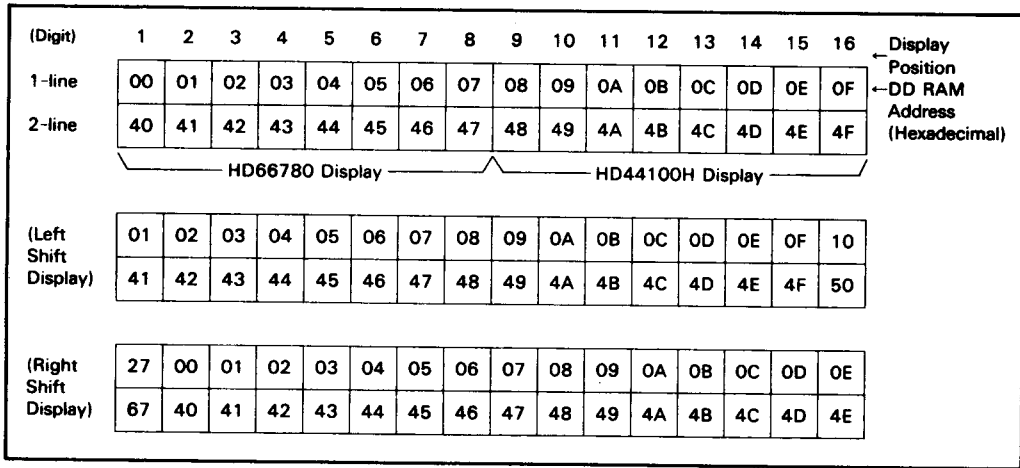 (Digit) 1 2 3 4 5 6 7 8 9 10 11 12 13 14 15 16 ←Display Position
1-line 00 01 02 03 04 05 06 07 08 09 0A 0B 0C 0D 0E 0F ←DD RAM Address (Hexadecimal)
2-line 40 41 42 43 44 45 46 47 48 49 4A 4B 4C 4D 4E 4F
HD66780 Display HD44100H Display
(Left Shift Display) 01 02 03 04 05 06 07 08 09 0A 0B 0C 0D 0E 0F 10
41 42 43 44 45 46 47 48 49 4A 4B 4C 4D 4E 4F 50
(Right Shift Display) 27 00 01 02 03 04 05 06 07 08 09 0A 0B 0C 0D 0E
67 40 41 42 43 44 45 46 47 48 49 4A 4B 4C 4D 4E